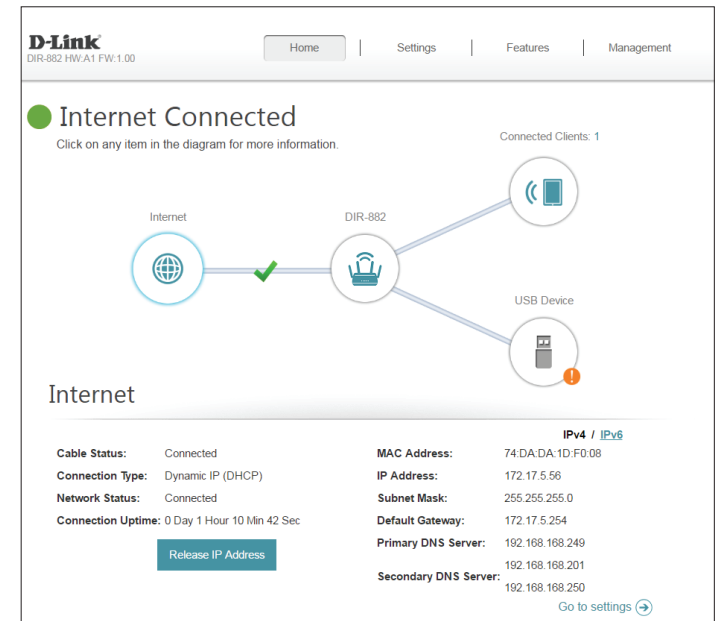 D-Link
DIR-882 HW:A1 FW:1.00
Home
Settings
Features
Management
Internet Connected
Click on any item in the diagram for more information.
Connected Clients: 1
Internet
DIR-882
USB Device
Internet
IPv4 / IPv6
Cable Status: Connected
Connection Type: Dynamic IP (DHCP)
Network Status: Connected
Connection Uptime: 0 Day 1 Hour 10 Min 42 Sec
Release IP Address
MAC Address: 74:DA:DA:1D:F0:08
IP Address: 172.17.5.56
Subnet Mask: 255.255.255.0
Default Gateway: 172.17.5.254
Primary DNS Server: 192.168.168.249
Secondary DNS Server: 192.168.168.201
192.168.168.250
Go to settings